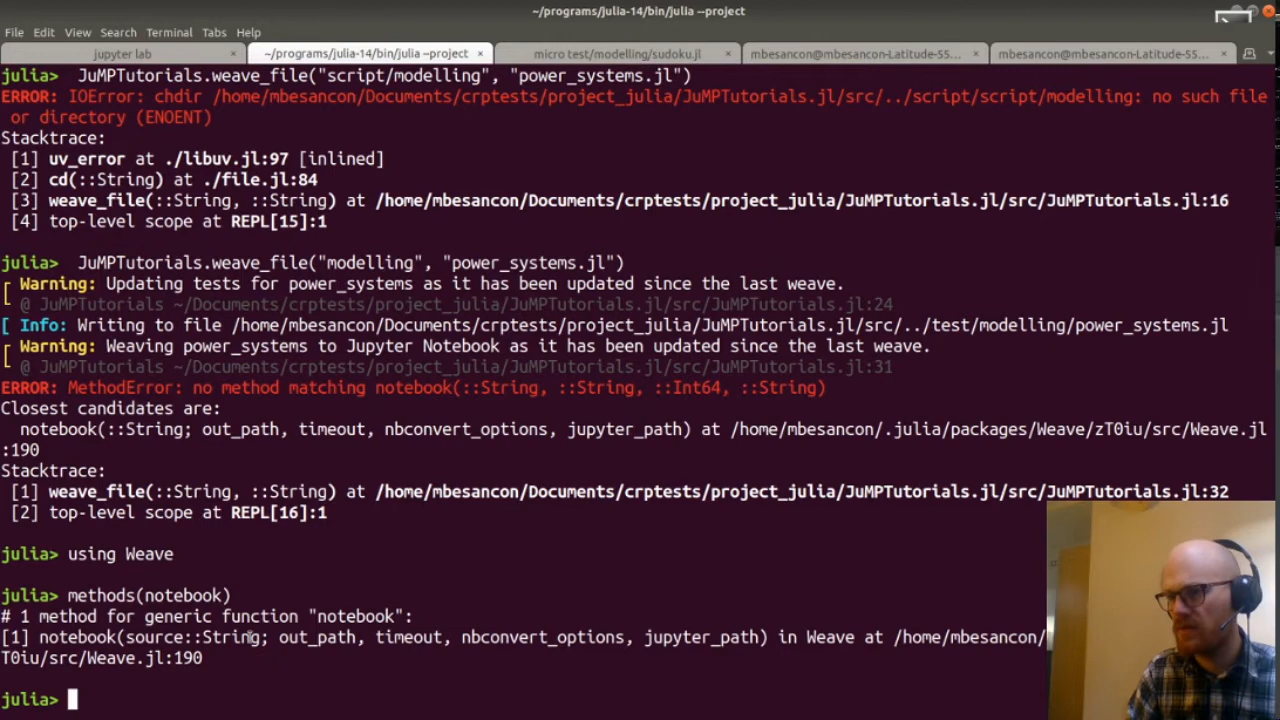 ~/programs/julia-14/bin/julia --project
File Edit View Search Terminal Tabs Help
jupyter lab × ~/programs/julia-14/bin/julia --project × micro test/modelling/sudoku.jl × mbesancon@mbesancon-Latitude-55... × mbesancon@mbesancon-Latitude-55... ×
julia> JuMPTutorials.weave_file("script/modelling", "power_systems.jl")
ERROR: IOError: chdir /home/mbesancon/Documents/crptests/project_julia/JuMPTutorials.jl/src/../script/script/modelling: no such file
or directory (ENOENT)
Stacktrace:
[1] uv_error at ./libuv.jl:97 [inlined]
[2] cd(::String) at ./file.jl:84
[3] weave_file(::String, ::String) at /home/mbesancon/Documents/crptests/project_julia/JuMPTutorials.jl/src/JuMPTutorials.jl:16
[4] top-level scope at REPL[15]:1
julia> JuMPTutorials.weave_file("modelling", "power_systems.jl")
[ Warning: Updating tests for power_systems as it has been updated since the last weave.
@ JuMPTutorials ~/Documents/crptests/project_julia/JuMPTutorials.jl/src/JuMPTutorials.jl:24
[ Info: Writing to file /home/mbesancon/Documents/crptests/project_julia/JuMPTutorials.jl/src/../test/modelling/power_systems.jl
[ Warning: Weaving power_systems to Jupyter Notebook as it has been updated since the last weave.
@ JuMPTutorials ~/Documents/crptests/project_julia/JuMPTutorials.jl/src/JuMPTutorials.jl:31
ERROR: MethodError: no method matching notebook(::String, ::String, ::Int64, ::String)
Closest candidates are:
notebook(::String; out_path, timeout, nbconvert_options, jupyter_path) at /home/mbesancon/.julia/packages/Weave/zT0iu/src/Weave.jl
:190
Stacktrace:
[1] weave_file(::String, ::String) at /home/mbesancon/Documents/crptests/project_julia/JuMPTutorials.jl/src/JuMPTutorials.jl:32
[2] top-level scope at REPL[16]:1
julia> using Weave
julia> methods(notebook)
# 1 method for generic function "notebook":
[1] notebook(source::String; out_path, timeout, nbconvert_options, jupyter_path) in Weave at /home/mbesancon/
T0iu/src/Weave.jl:190
julia>